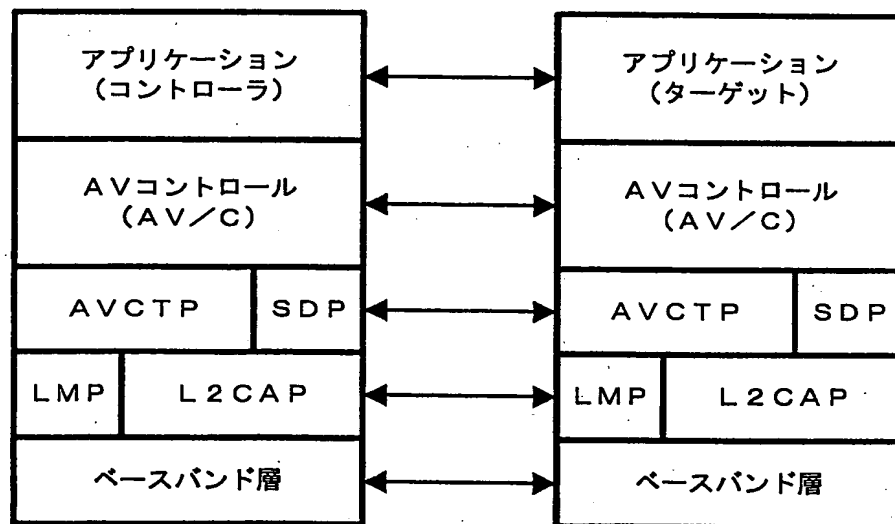 アプリケーション
（コントローラ）
アプリケーション
（ターゲット）
ＡＶコントロール
（ＡＶ／Ｃ）
ＡＶコントロール
（ＡＶ／Ｃ）
ＡＶＣＴＰ
ＳＤＰ
ＡＶＣＴＰ
ＳＤＰ
ＬＭＰ
Ｌ２ＣＡＰ
ＬＭＰ
Ｌ２ＣＡＰ
ベースバンド層
ベースバンド層